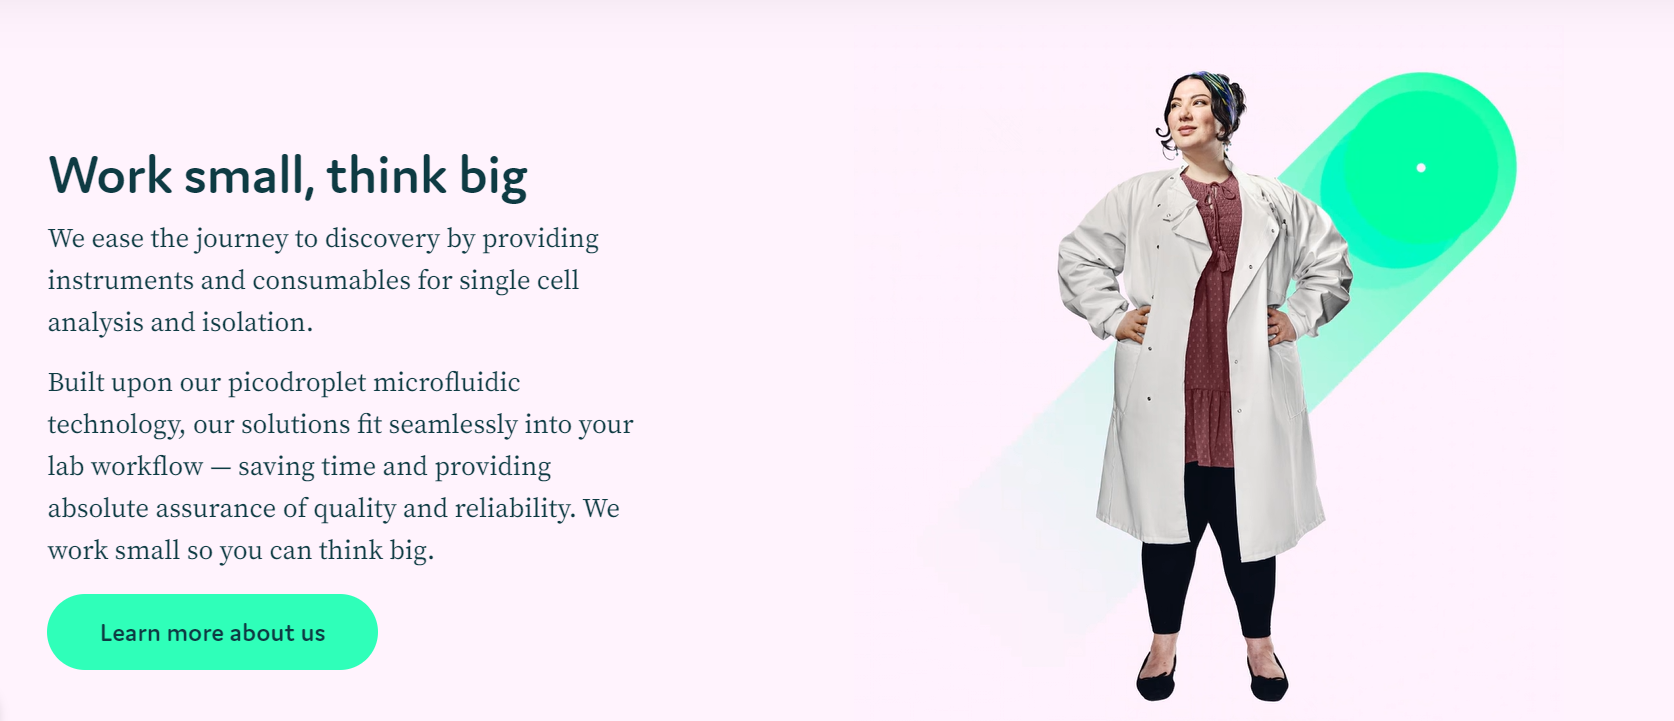 Work small, think big
We ease the journey to discovery by providing
instruments and consumables for single cell
analysis and isolation.
Built upon our picodroplet microfluidic
technology, our solutions fit seamlessly into your
lab workflow — saving time and providing
absolute assurance of quality and reliability. We
work small so you can think big.
Learn more about us